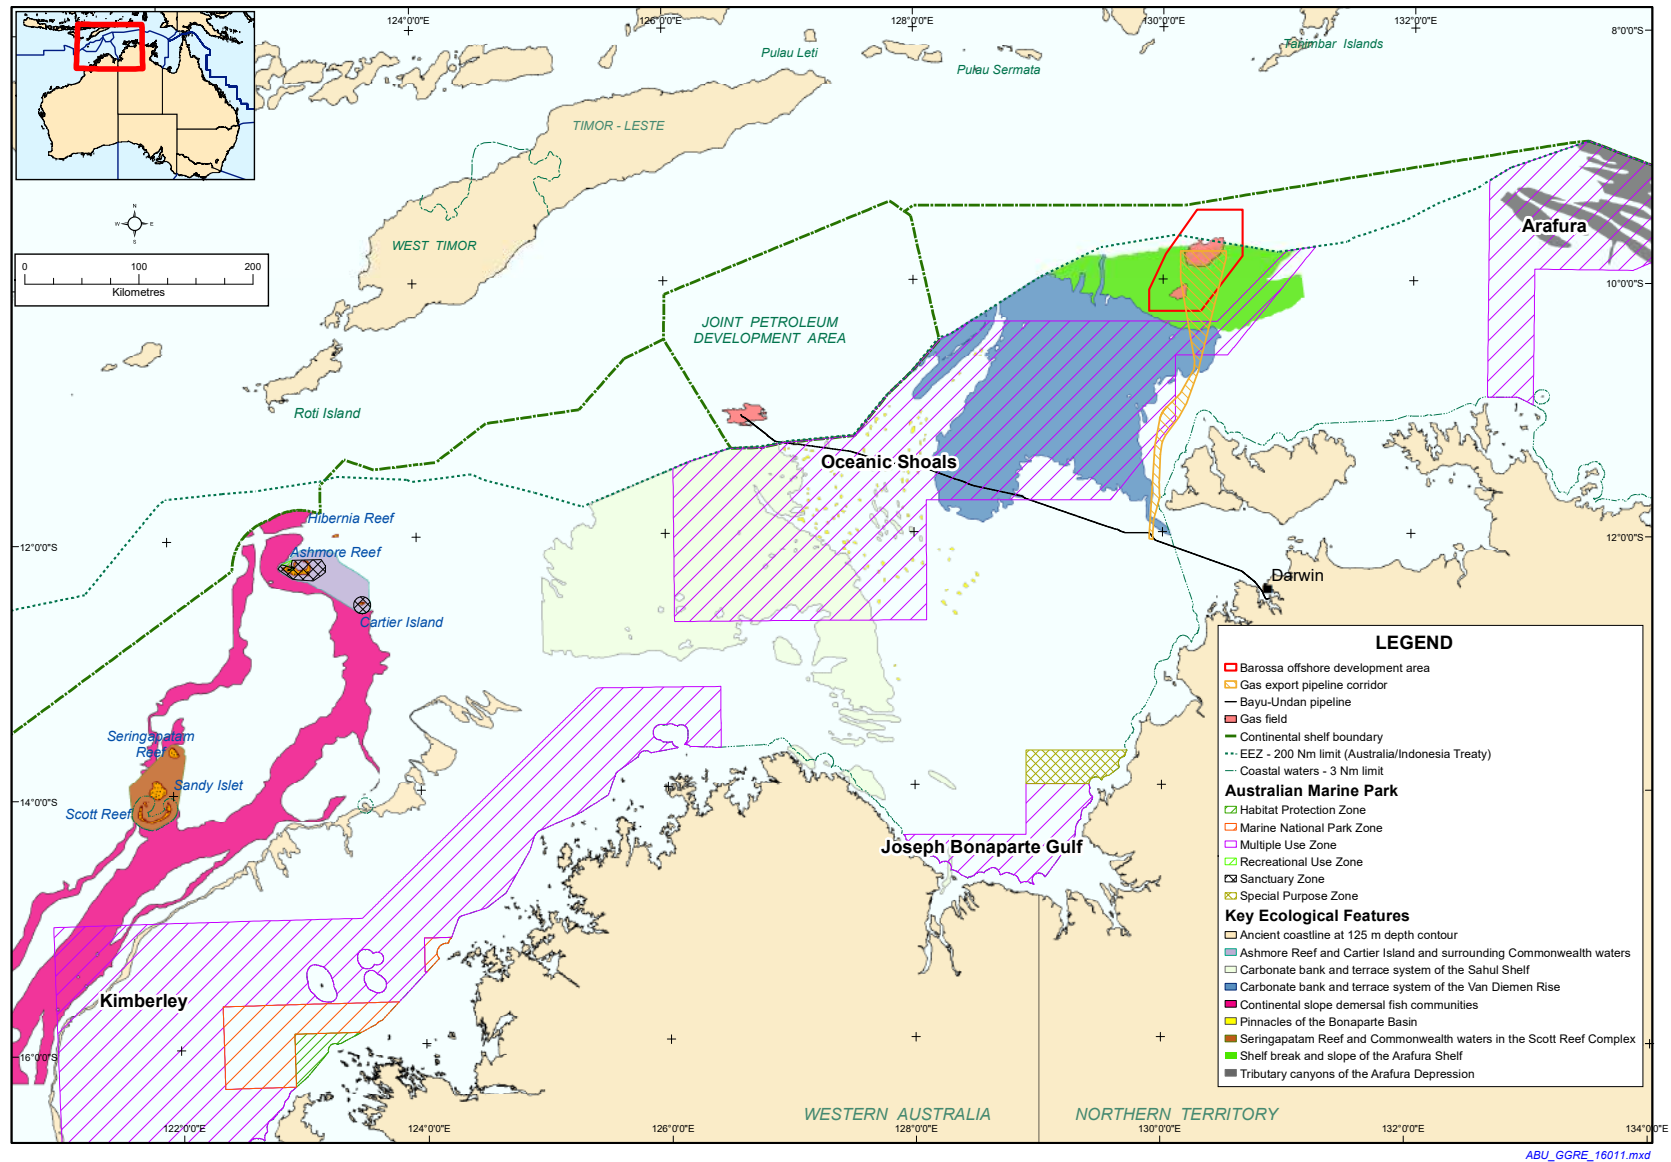 124°0'0"E
126°0'0"E
128°0'0"E
130°0'0"E
132°0'0"E
8°0'0"S
Pulau Leti
Pulau Sermata
Tanimbar Islands
TIMOR - LESTE
N
W
E
S
WEST TIMOR
Arafura
0
100
200
Kilometres
10°0'0"S
JOINT PETROLEUM
DEVELOPMENT AREA
Roti Island
Oceanic Shoals
Hibernia Reef
12°0'0"S
12°0'0"S
Ashmore Reef
Darwin
Cartier Island
Seringapatam
Reef
Sandy Islet
14°0'0"S
Scott Reef
Joseph Bonaparte Gulf
Kimberley
16°0'0"S
LEGEND
Barossa offshore development area
Gas export pipeline corridor
Bayu-Undan pipeline
Gas field
Continental shelf boundary
EEZ - 200 Nm limit (Australia/Indonesia Treaty)
Coastal waters - 3 Nm limit
Australian Marine Park
Habitat Protection Zone
Marine National Park Zone
Multiple Use Zone
Recreational Use Zone
Sanctuary Zone
Special Purpose Zone
Key Ecological Features
Ancient coastline at 125 m depth contour
Ashmore Reef and Cartier Island and surrounding Commonwealth waters
Carbonate bank and terrace system of the Sahul Shelf
Carbonate bank and terrace system of the Van Diemen Rise
Continental slope demersal fish communities
Pinnacles of the Bonaparte Basin
Seringapatam Reef and Commonwealth waters in the Scott Reef Complex
Shelf break and slope of the Arafura Shelf
Tributary canyons of the Arafura Depression
WESTERN AUSTRALIA
NORTHERN TERRITORY
122°0'0"E
124°0'0"E
126°0'0"E
128°0'0"E
130°0'0"E
132°0'0"E
134°0'0"E
ABU_GGRE_16011.mxd